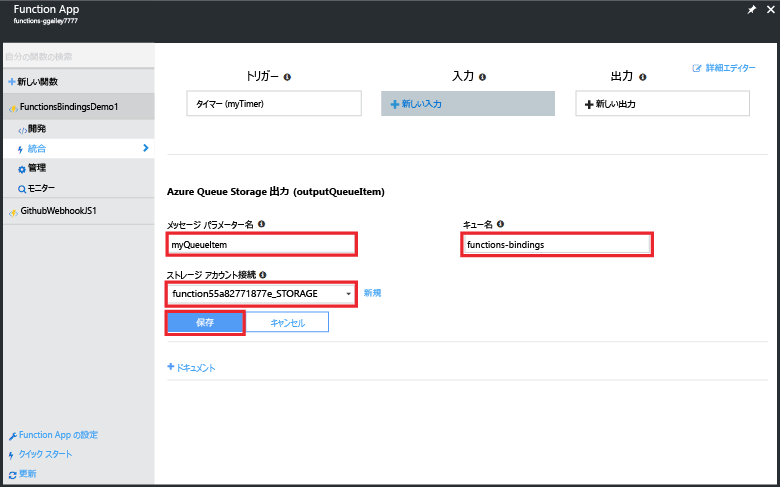 Function App
functions-ggailey7777
自分の関数の検索
新しい関数
FunctionsBindingsDemo1
開発
統合
管理
モニター
GithubWebhookJS1
Function App の設定
クイック スタート
更新
トリガー
入力
出力
詳細エディター
タイマー (myTimer)
新しい入力
新しい出力
Azure Queue Storage 出力 (outputQueueItem)
メッセージ パラメーター名
キュー名
myQueueItem
functions-bindings
ストレージ アカウント接続
function55a82771877e_STORAGE
新規
保存
キャンセル
ドキュメント